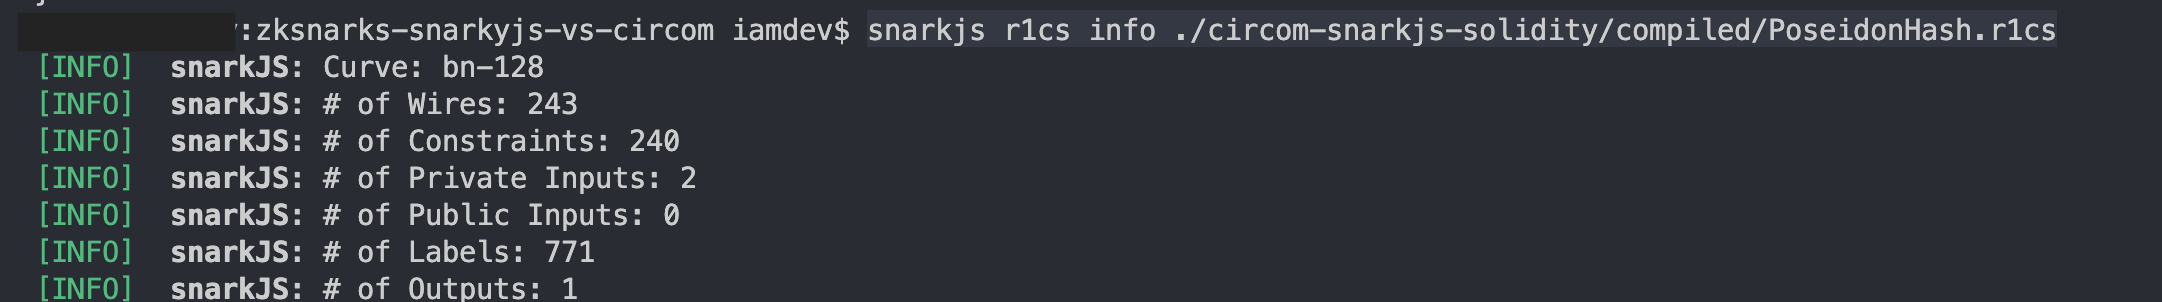 :zksnarks-snarkyjs-vs-circom iamdev$ snarkjs r1cs info ./circom-snarkjs-solidity/compiled/PoseidonHash.r1cs
[INFO]  snarkJS: Curve: bn-128
[INFO]  snarkJS: # of Wires: 243
[INFO]  snarkJS: # of Constraints: 240
[INFO]  snarkJS: # of Private Inputs: 2
[INFO]  snarkJS: # of Public Inputs: 0
[INFO]  snarkJS: # of Labels: 771
[INFO]  snarkJS: # of Outputs: 1